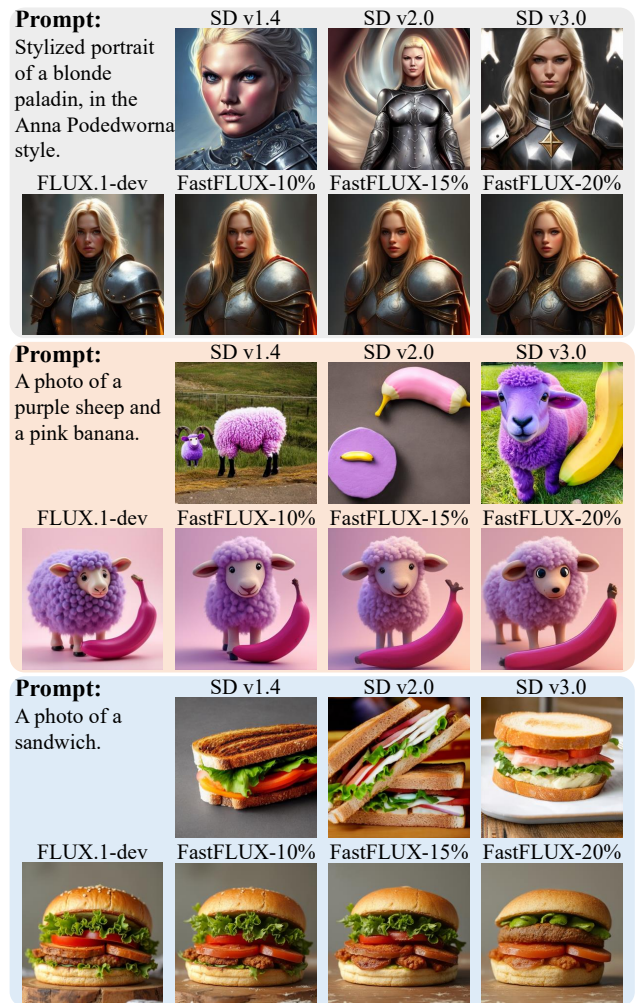 Prompt:
SD v1.4
SD v2.0
SD v3.0
Stylized portrait
of a blonde
paladin, in the
Anna Podedworna
style.
FLUX.1-dev
FastFLUX-10%
FastFLUX-15%
FastFLUX-20%
Prompt:
SD v1.4
SD v2.0
SD v3.0
A photo of a
purple sheep and
a pink banana.
FLUX.1-dev
FastFLUX-10%
FastFLUX-15%
FastFLUX-20%
Prompt:
SD v1.4
SD v2.0
SD v3.0
A photo of a
sandwich.
FLUX.1-dev
FastFLUX-10%
FastFLUX-15%
FastFLUX-20%